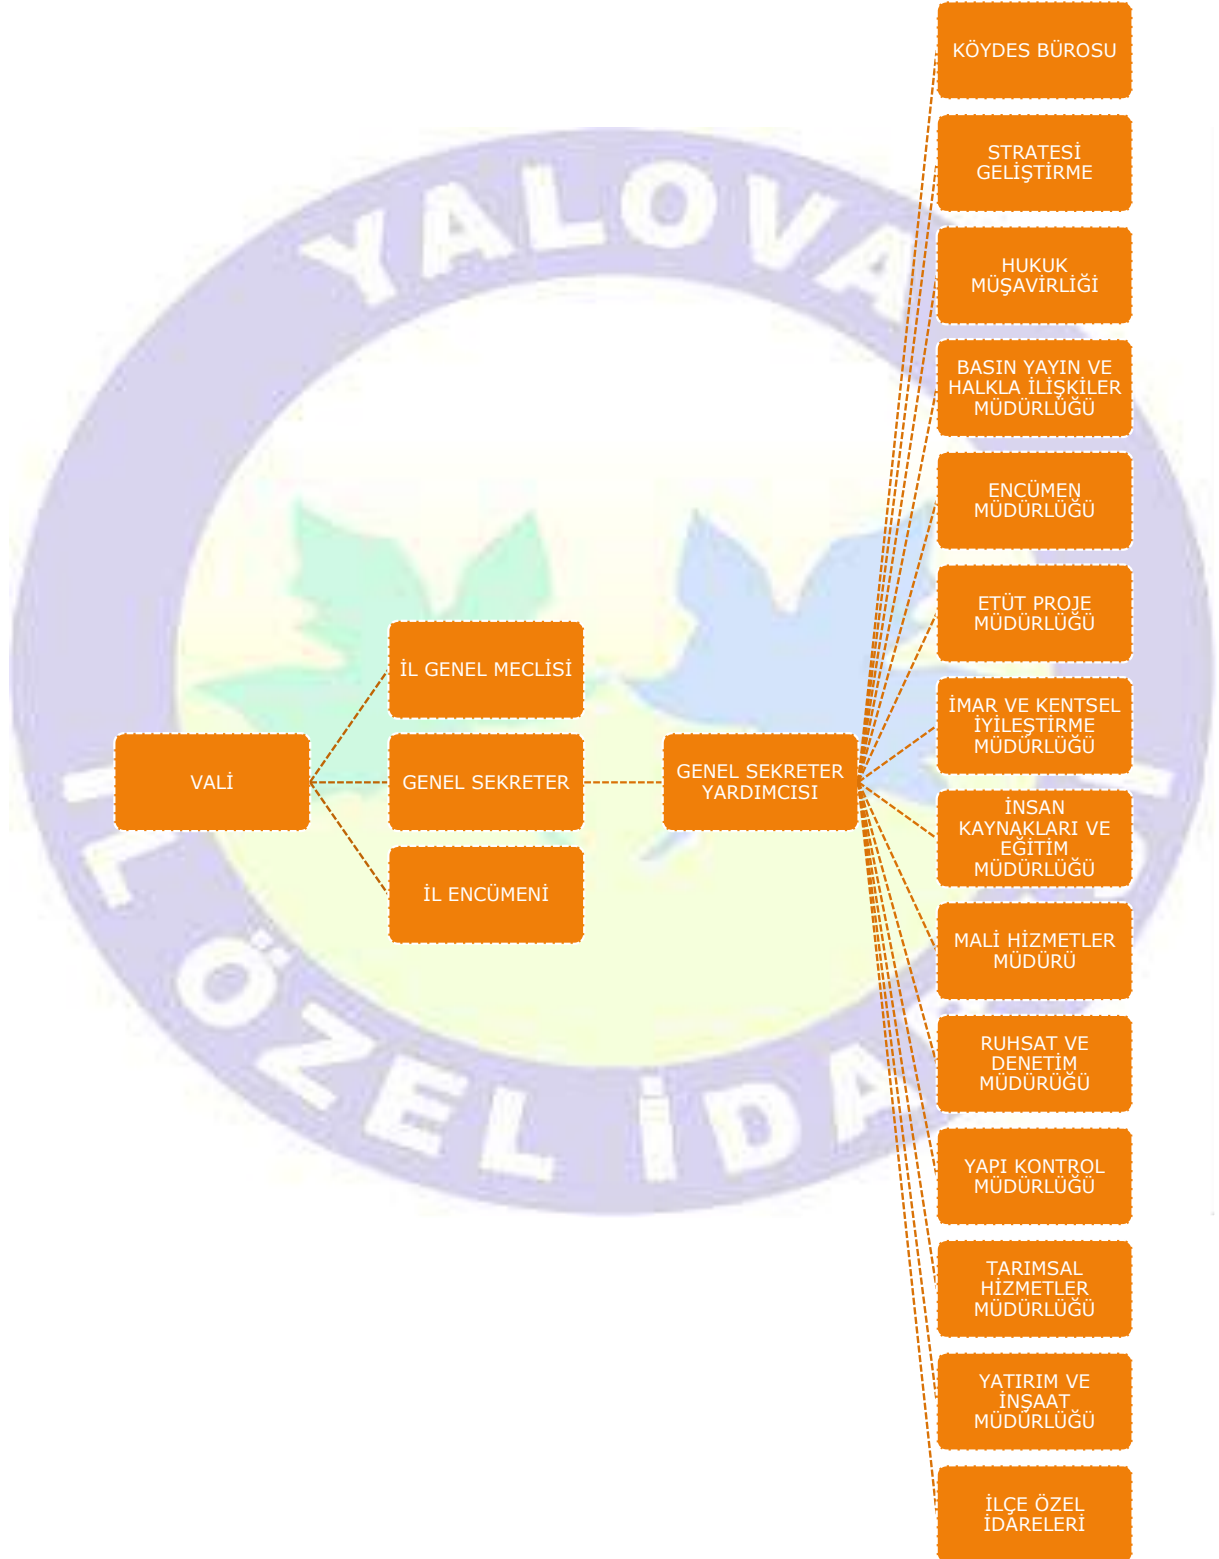 YALOVA
İL ÖZEL İDARESİ
VALİ
İL GENEL MECLİSİ
GENEL SEKRETER
İL ENCÜMENİ
GENEL SEKRETER
YARDIMCISI
KÖYDES BÜROSU
STRATESİ
GELİŞTİRME
HUKUK
MÜŞAVİRLİĞİ
BASIN YAYIN VE
HALKLA İLİŞKİLER
MÜDÜRLÜĞÜ
ENCÜMEN
MÜDÜRLÜĞÜ
ETÜT PROJE
MÜDÜRLÜĞÜ
İMAR VE KENTSEL
İYİLEŞTİRME
MÜDÜRLÜĞÜ
İNSAN
KAYNAKLARI VE
EĞİTİM
MÜDÜRLÜĞÜ
MALİ HİZMETLER
MÜDÜRÜ
RUHSAT VE
DENETİM
MÜDÜRÜĞÜ
YAPI KONTROL
MÜDÜRLÜĞÜ
TARIMSAL
HİZMETLER
MÜDÜRLÜĞÜ
YATIRIM VE
İNŞAAT
MÜDÜRLÜĞÜ
İLÇE ÖZEL
İDARELERİ